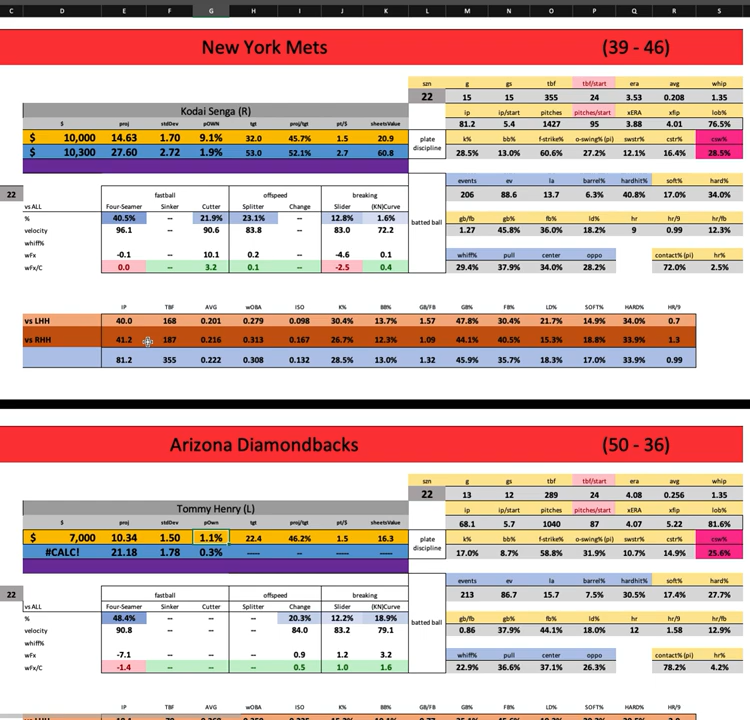 C D E F G H I J K L M N O P Q R S
New York Mets (39 - 46)
szn g gs tbf tbf/start era avg whip
22 15 15 355 24 3.53 0.208 1.35
Kodai Senga (R) ip ip/start pitches pitches/start xERA xfip lob%
81.2 5.4 1427 95 3.88 4.01 76.5%
$ proj stdDev pOWN tgt proj/tgt pt/$ sheetsValue
$ 10,000 14.63 1.70 9.1% 32.0 45.7% 1.5 20.9 plate discipline k% bb% f-strike% o-swing% (pi) swstr% cstr% csw%
$ 10,300 27.60 2.72 1.9% 53.0 52.1% 2.7 60.8 28.5% 13.0% 60.6% 27.2% 12.1% 16.4% 28.5%
events ev la barrel% hardhit% soft% hard%
22 fastball offspeed breaking 206 88.6 13.7 6.3% 40.8% 17.0% 34.0%
vs ALL Four-Seamer Sinker Cutter Splitter Change Slider (KN)Curve batted ball
% 40.5% -- 21.9% 23.1% -- 12.8% 1.6% gb/fb gb% fb% ld% hr hr/9 hr/fb
velocity 96.1 -- 90.6 83.8 -- 83.0 72.2 1.27 45.8% 36.0% 18.2% 9 0.99 12.3%
whiff%
wFx -0.1 10.1 0.2 -4.6 0.1 whiff% pull center oppo contact% (pi) hr%
wFx/C 0.0 -- 3.2 0.1 -- -2.5 0.4 29.4% 37.9% 34.0% 28.2% 72.0% 2.5%
IP TBF AVG wOBA ISO K% BB% GB/FB GB% FB% LD% SOFT% HARD% HR/9
vs LHH 40.0 168 0.201 0.279 0.098 30.4% 13.7% 1.57 47.8% 30.4% 21.7% 14.9% 34.0% 0.7
vs RHH 41.2 187 0.216 0.313 0.167 26.7% 12.3% 1.09 44.1% 40.5% 15.3% 18.8% 33.9% 1.3
81.2 355 0.222 0.308 0.132 28.5% 13.0% 1.32 45.9% 35.7% 18.3% 17.0% 33.9% 0.99
Arizona Diamondbacks (50 - 36)
szn g gs tbf tbf/start era avg whip
22 13 12 289 24 4.08 0.256 1.35
Tommy Henry (L) ip ip/start pitches pitches/start xERA xfip lob%
68.1 5.7 1040 87 4.07 5.22 81.6%
$ proj stdDev pOwn tgt proj/tgt pt/$ sheetsValue
$ 7,000 10.34 1.50 1.1% 22.4 46.2% 1.5 16.3 plate discipline k% bb% f-strike% o-swing% (pi) swstr% cstr% csw%
#CALC! 21.18 1.78 0.3% ---- ---- -- ---- 17.0% 8.7% 58.8% 31.9% 10.7% 14.9% 25.6%
events ev la barrel% hardhit% soft% hard%
22 fastball offspeed breaking 213 86.7 15.7 7.5% 30.5% 17.4% 27.7%
vs ALL Four-Seamer Sinker Cutter Splitter Change Slider (KN)Curve batted ball
% 48.4% -- -- -- 20.3% 12.2% 18.9% gb/fb gb% fb% ld% hr hr/9 hr/fb
velocity 90.8 -- -- -- 84.0 83.2 79.1 0.86 37.9% 44.1% 18.0% 12 1.58 12.9%
whiff%
wFx -7.1 0.9 1.2 3.2 whiff% pull center oppo contact% (pi) hr%
wFx/C -1.4 -- -- -- 0.5 1.0 1.6 22.9% 36.6% 37.1% 26.3% 78.2% 4.2%
IP TBF AVG wOBA ISO K% BB% GB/FB GB% FB% LD% SOFT% HARD% HR/9